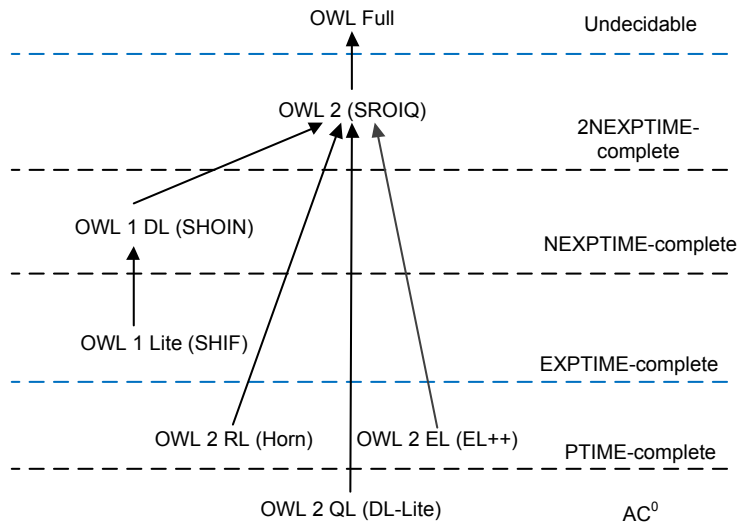 OWL Full
Undecidable
OWL 2 (SROIQ)
2NEXPTIME-
complete
OWL 1 DL (SHOIN)
NEXPTIME-complete
OWL 1 Lite (SHIF)
EXPTIME-complete
OWL 2 RL (Horn)
OWL 2 EL (EL++)
PTIME-complete
OWL 2 QL (DL-Lite)
AC⁰